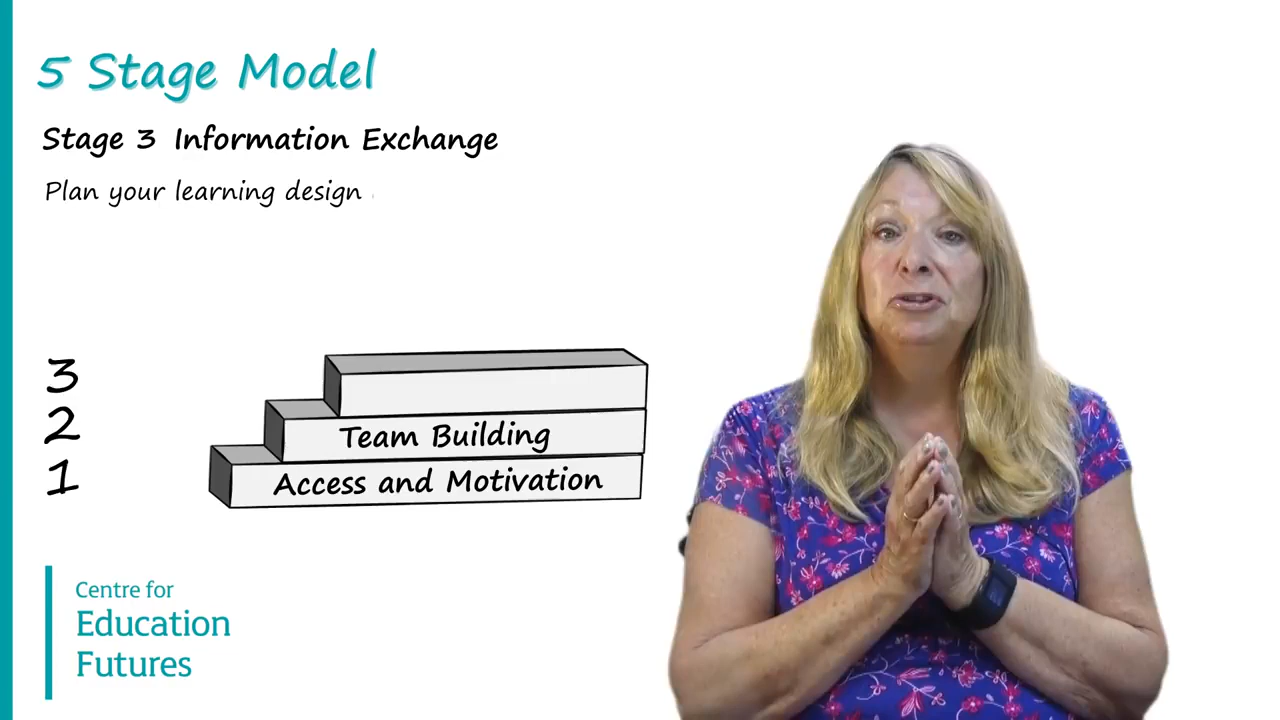 5 Stage Model
Stage 3 Information Exchange
Plan your learning design
3
2
Team Building
1
Access and Motivation
Centre for
Education
Futures